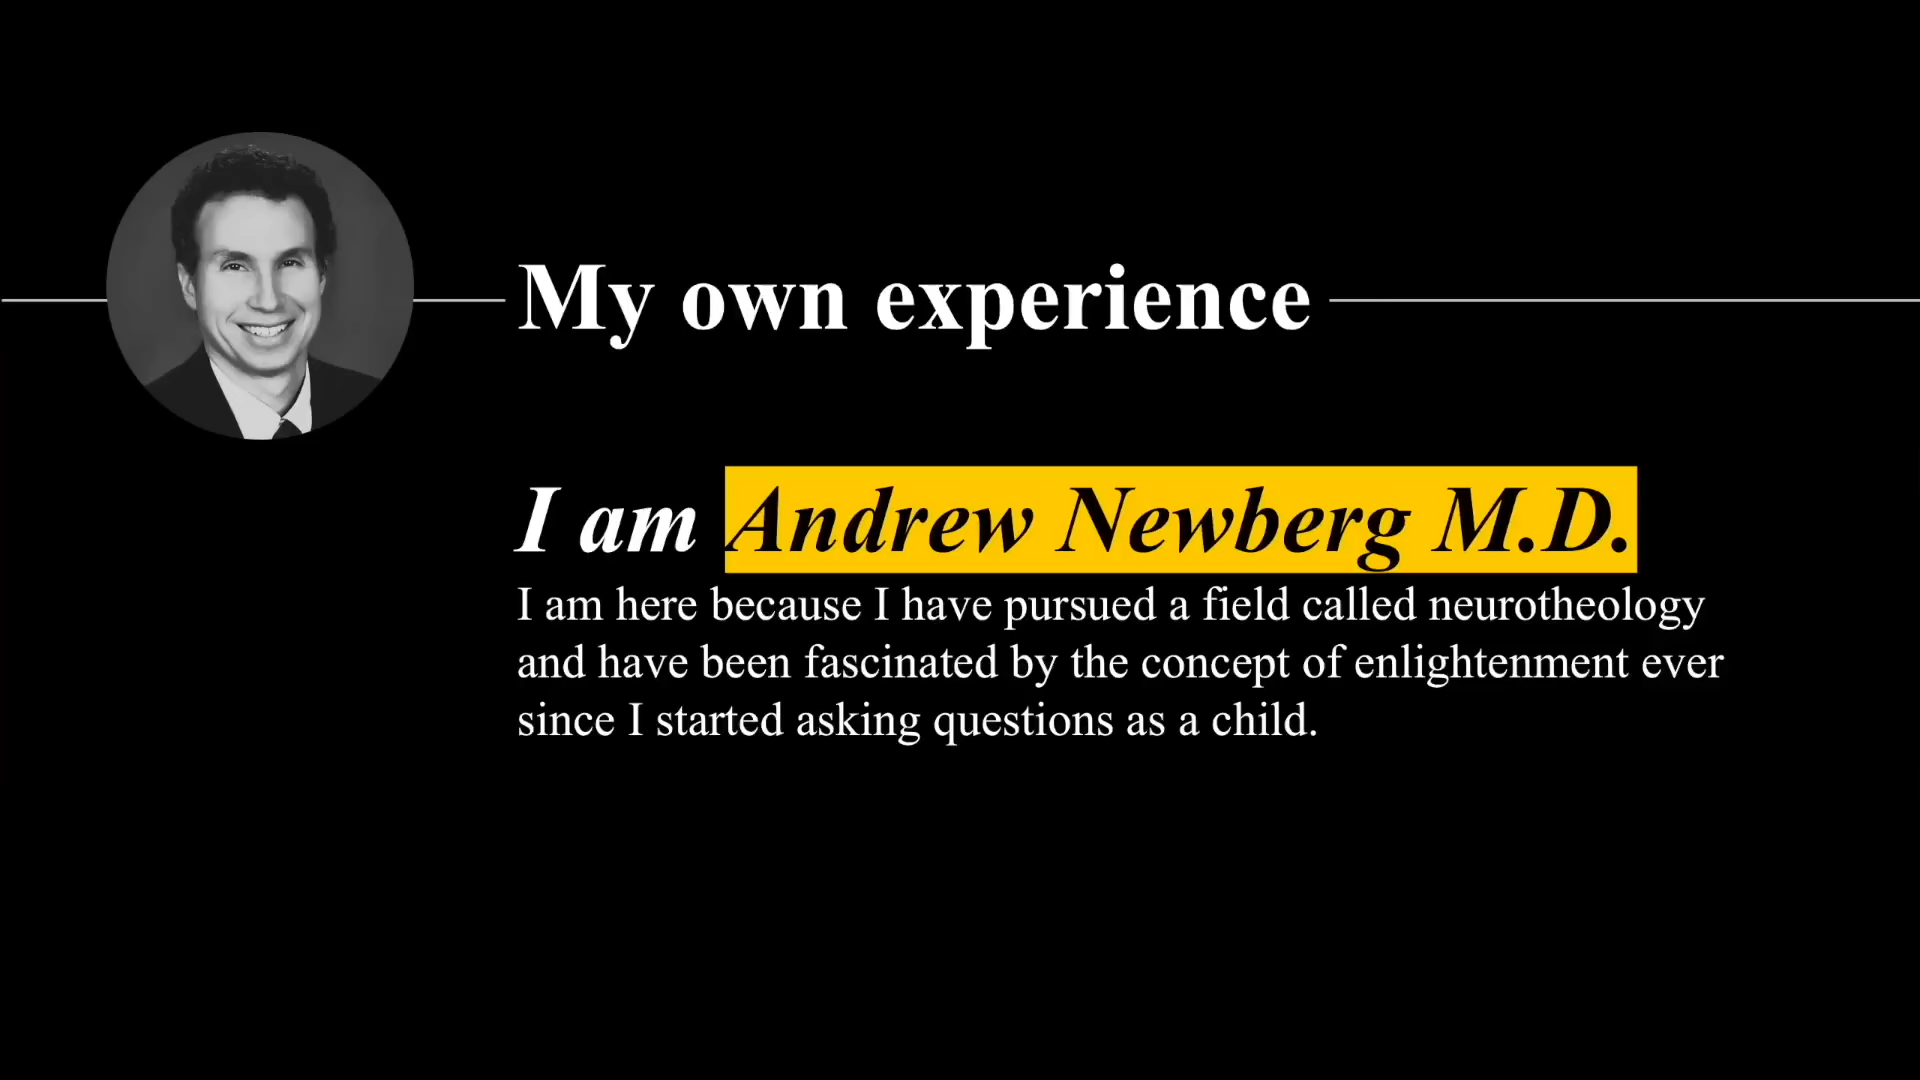 My own experience
I am Andrew Newberg M.D.
I am here because I have pursued a field called neurotheology
and have been fascinated by the concept of enlightenment ever
since I started asking questions as a child.